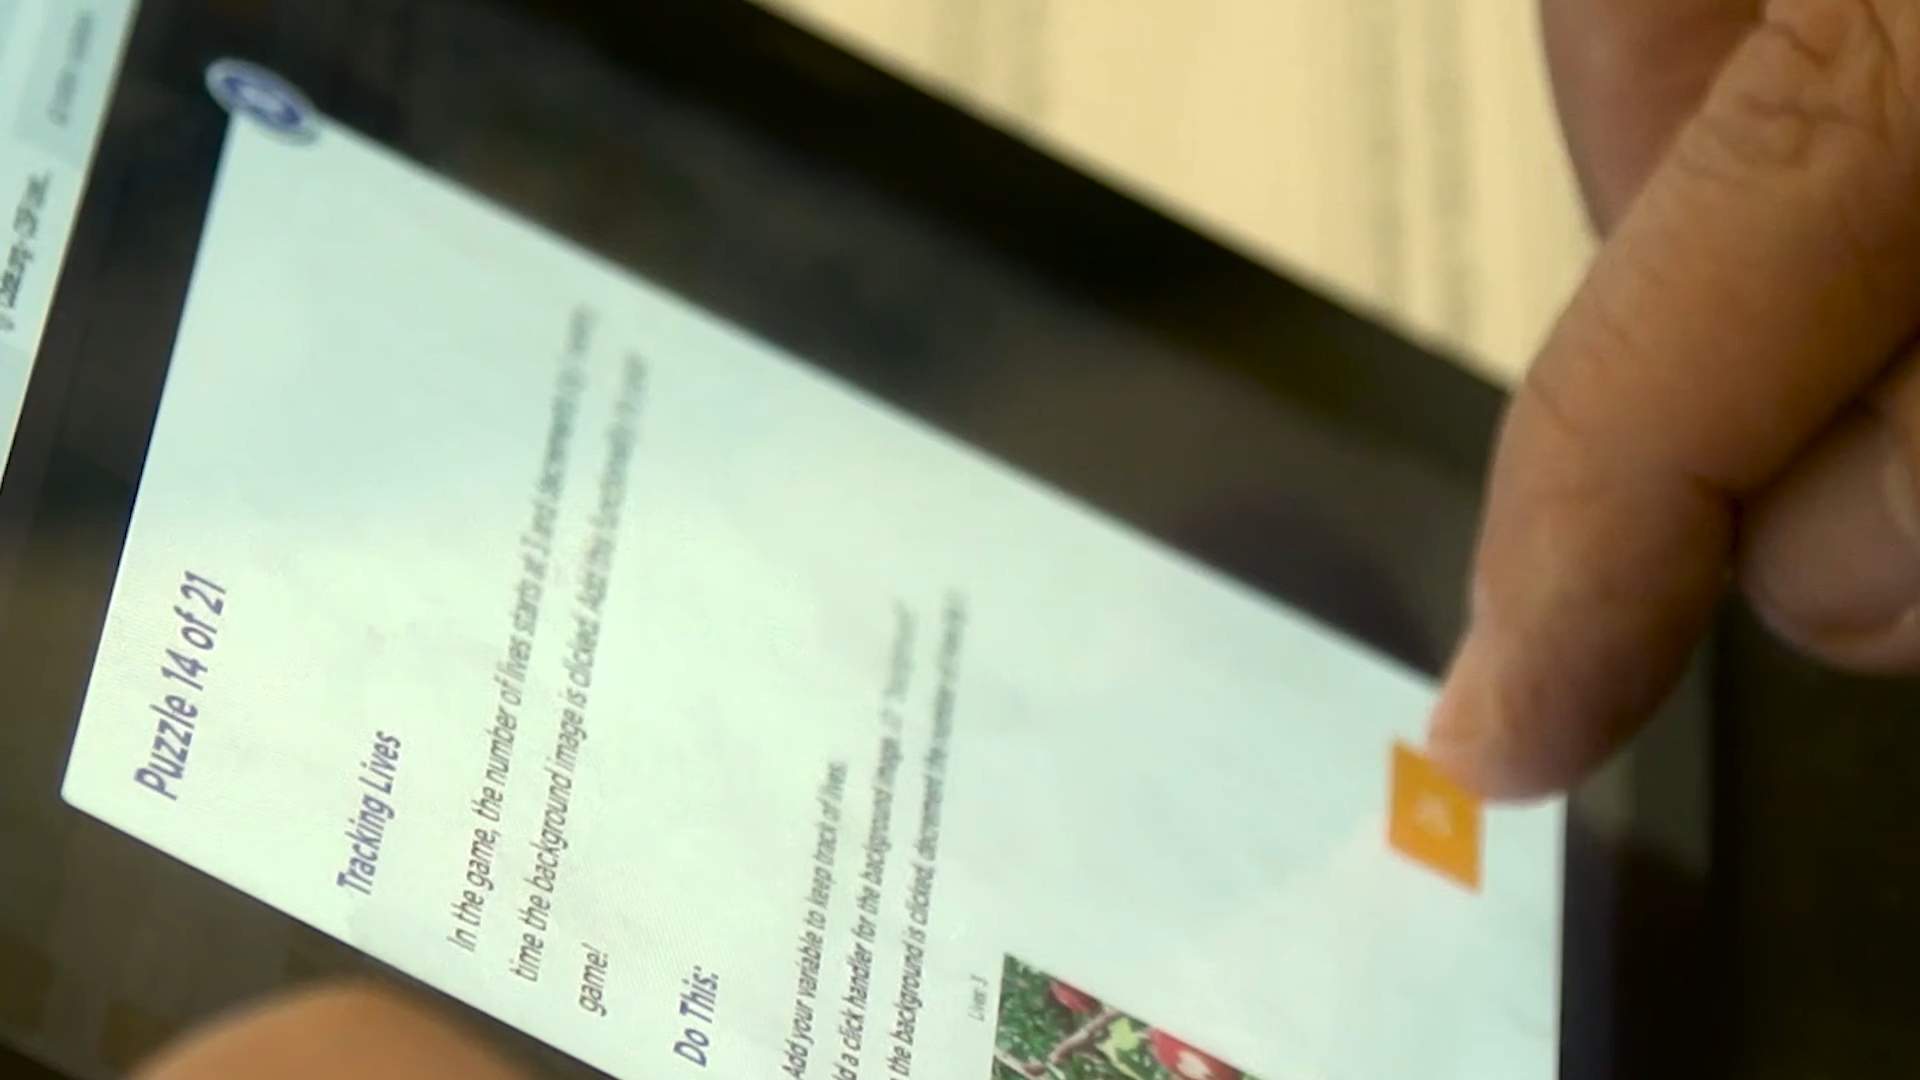 Puzzle 14 of 21
Tracking Lives
In the game, the number of lives starts at 3 and decrements by 1 every
time the background image is clicked. Add this functionality to your
game!
Do This:
Add your variable to keep track of lives.
d a click handler for the background image.
the background is clicked, decrement the number of lives by 1
Lives: 3
OK